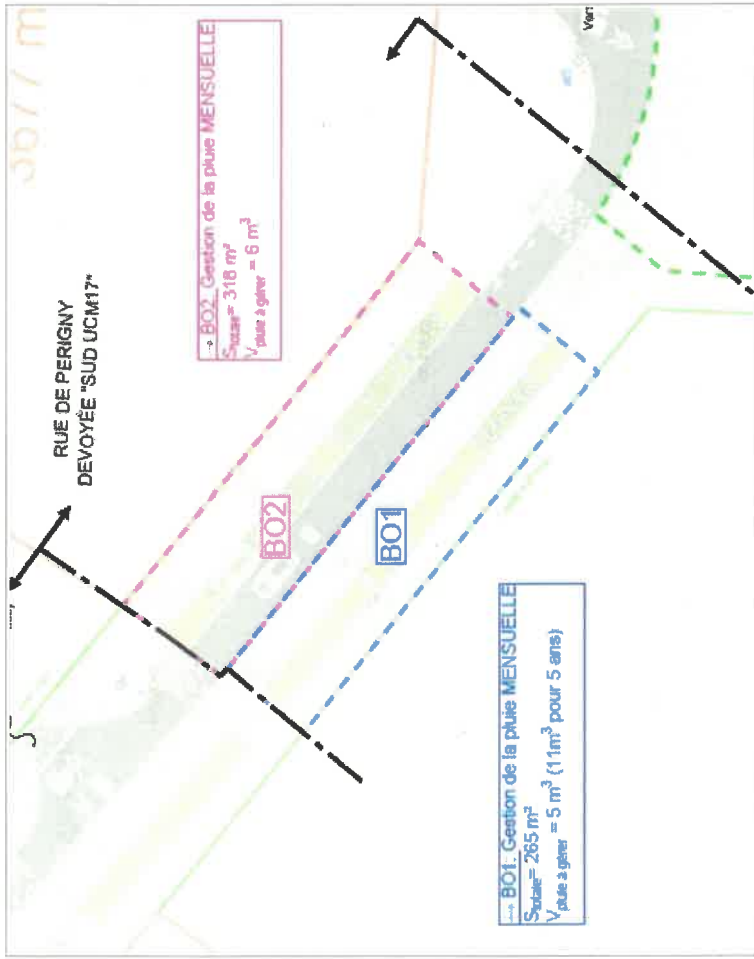 RUE DE PERIGNY
DEVOYÉE "SUD UCM17"
→ BO2: Gestion de la pluie MENSUELLE
Stotale= 318 m²
Vpluie à gérer = 6 m³
BO2
BO1
→ BO1: Gestion de la pluie MENSUELLE
Stotale= 265 m²
Vpluie à gérer = 5 m³ (11m³ pour 5 ans)